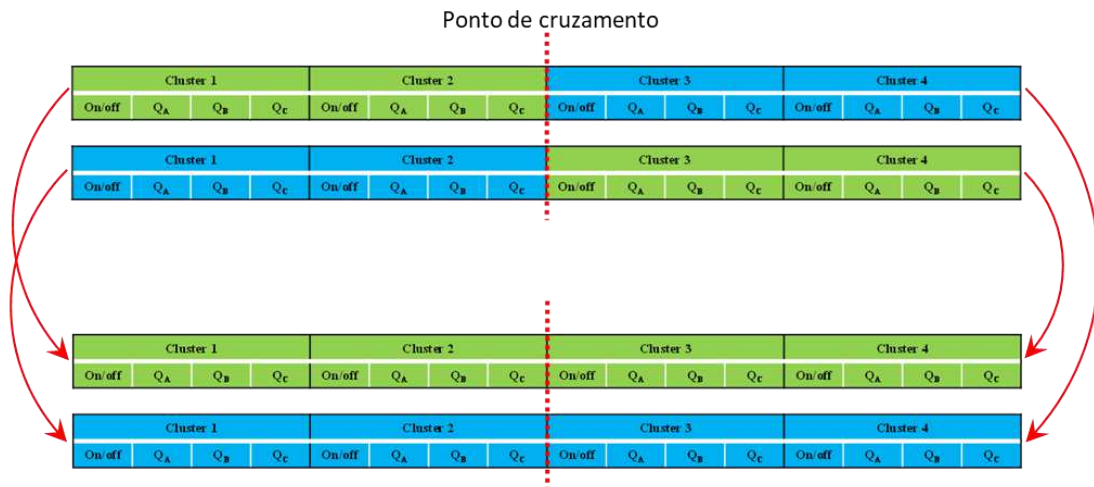 Ponto de cruzamento
Cluster 1 Cluster 2 Cluster 3 Cluster 4
On/off QA QB QC On/off QA QB QC On/off QA QB QC On/off QA QB QC
Cluster 1 Cluster 2 Cluster 3 Cluster 4
On/off QA QB QC On/off QA QB QC On/off QA QB QC On/off QA QB QC
Cluster 1 Cluster 2 Cluster 3 Cluster 4
On/off QA QB QC On/off QA QB QC On/off QA QB QC On/off QA QB QC
Cluster 1 Cluster 2 Cluster 3 Cluster 4
On/off QA QB QC On/off QA QB QC On/off QA QB QC On/off QA QB QC